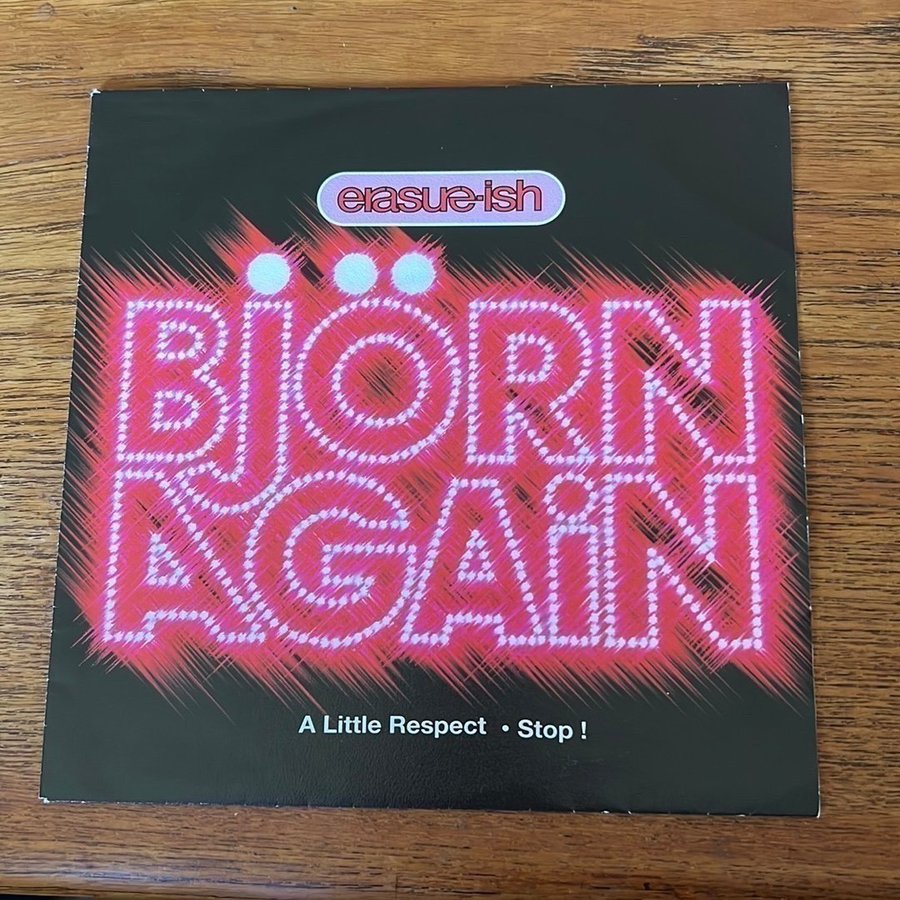 erasure-ish
BJÖRN
AGAiN
A Little Respect • Stop !